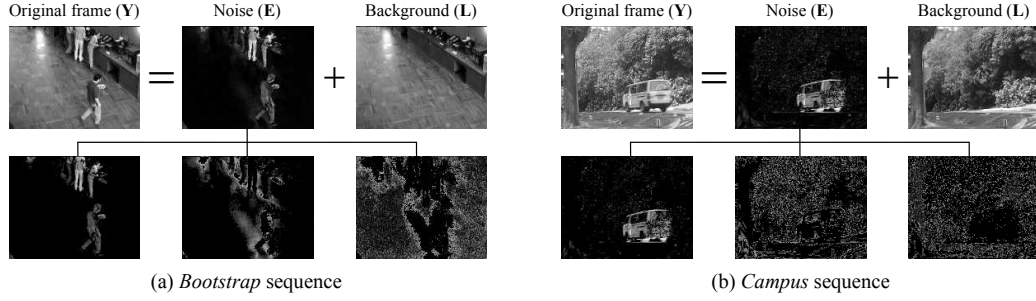 Original frame (Y) Noise (E) Background (L)
=
+
(a) Bootstrap sequence
Original frame (Y) Noise (E) Background (L)
=
+
(b) Campus sequence